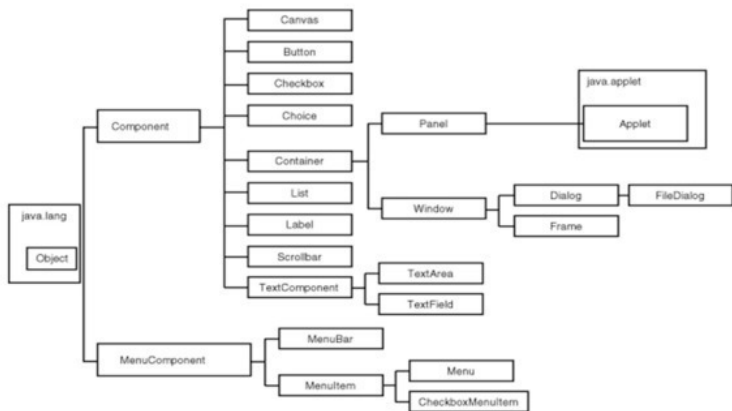 Canvas
Button
Checkbox
Choice
Component
Container
List
Label
Scrollbar
TextComponent
java.applet
Applet
Panel
Window
Dialog
FileDialog
Frame
TextArea
TextField
java.lang
Object
MenuComponent
MenuBar
MenuItem
Menu
CheckboxMenuItem